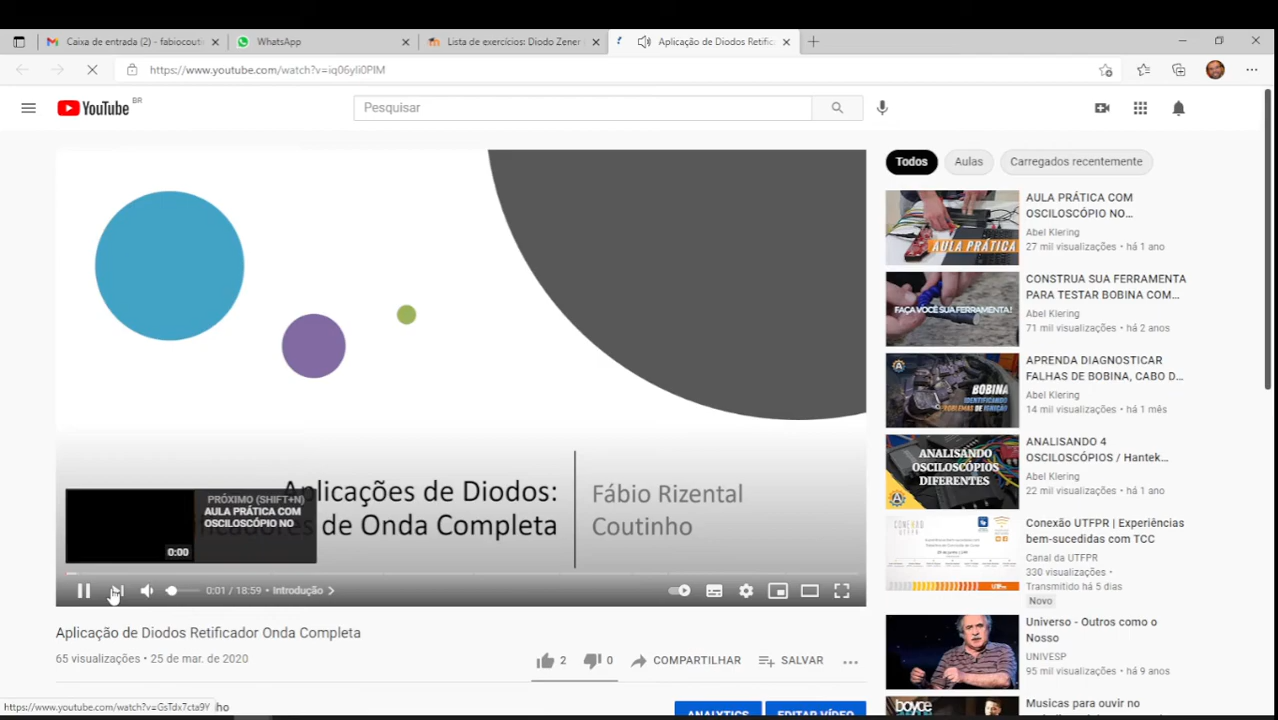 Caixa de entrada (2) - fabiocout
WhatsApp
Lista de exercícios: Diodo Zener
Aplicação de Diodos Retific
https://www.youtube.com/watch?v=iq06yli0PIM
YouTube BR
Pesquisar
Todos
Aulas
Carregados recentemente
AULA PRÁTICA
AULA PRÁTICA COM
OSCILOSCÓPIO NO...
Abel Klering
27 mil visualizações • há 1 ano
FAÇA VOCÊ SUA FERRAMENTA!
CONSTRUA SUA FERRAMENTA
PARA TESTAR BOBINA COM...
Abel Klering
71 mil visualizações • há 2 anos
BOBINA
IDENTIFICANDO
PROBLEMAS DE IGNIÇÃO
APRENDA DIAGNOSTICAR
FALHAS DE BOBINA, CABO D...
Abel Klering
14 mil visualizações • há 1 mês
ANALISANDO
OSCILOSCÓPIOS
DIFERENTES
ANALISANDO 4
OSCILOSCÓPIOS / Hantek...
Abel Klering
22 mil visualizações • há 1 ano
Conexão UTFPR | Experiências
bem-sucedidas com TCC
Canal da UTFPR
330 visualizações •
Transmitido há 5 dias
Novo
Universo - Outros como o
Nosso
UNIVESP
95 mil visualizações • há 9 anos
boyce
Musicas para ouvir no
Aplicações de Diodos:
de Onda Completa
Fábio Rizental
Coutinho
PRÓXIMO (SHIFT+N)
AULA PRÁTICA COM
OSCILOSCÓPIO NO
0:00
0:01 / 18:59 • Introdução >
Aplicação de Diodos Retificador Onda Completa
65 visualizações • 25 de mar. de 2020
2
0
COMPARTILHAR
SALVAR
ANALYTICS
EDITAR VÍDEO
https://www.youtube.com/watch?v=GsTdx7cta9Y
ho